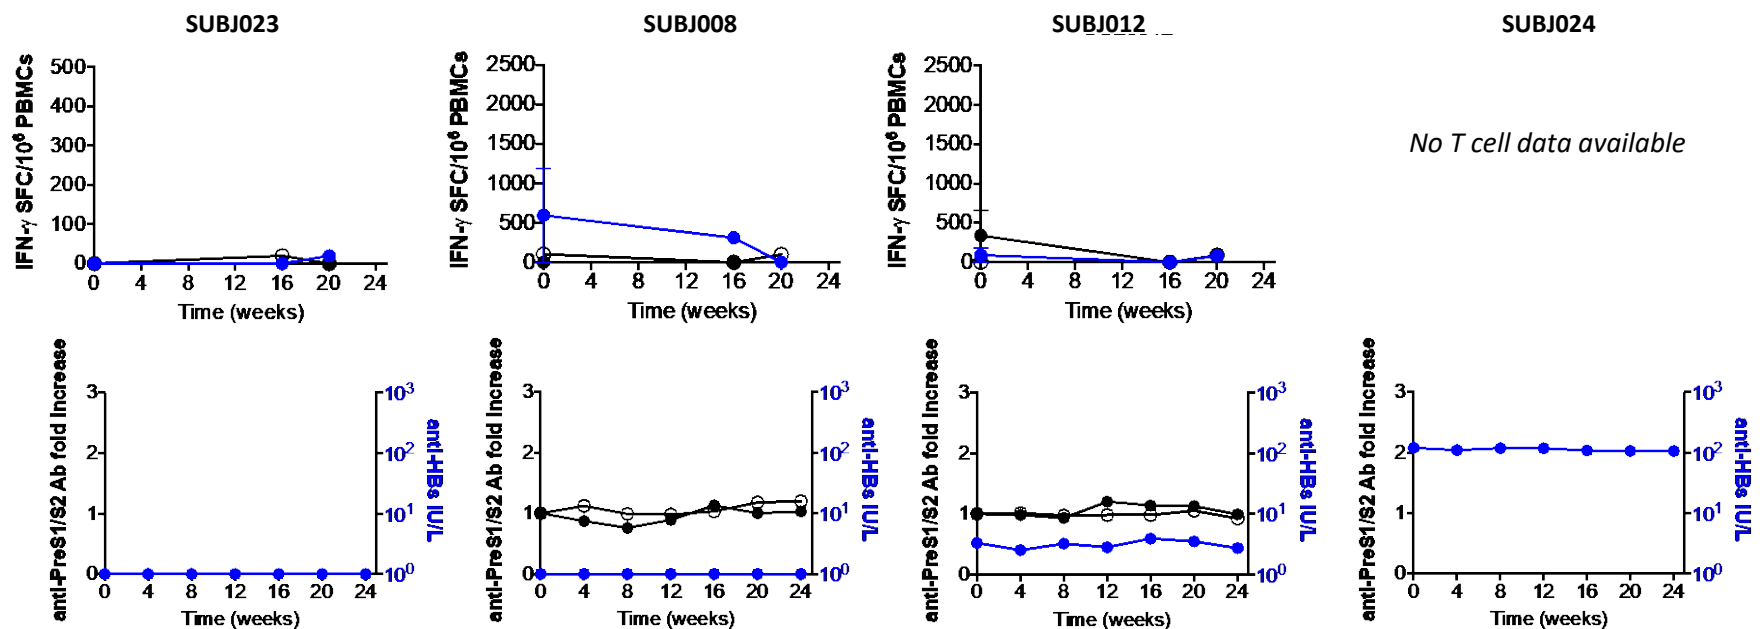 SUBJ023
SUBJ008
SUBJ012
SUBJ024
IFN-γ SFC/10⁶ PBMCs
500
400
300
200
100
0
0 4 8 12 16 20 24
Time (weeks)
IFN-γ SFC/10⁶ PBMCs
2500
2000
1500
1000
500
0
0 4 8 12 16 20 24
Time (weeks)
IFN-γ SFC/10⁶ PBMCs
2500
2000
1500
1000
500
0
0 4 8 12 16 20 24
Time (weeks)
No T cell data available
anti-PreS1/S2 Ab fold Increase
3
2
1
0
10³
10²
10¹
10⁰
anti-HBs IU/L
0 4 8 12 16 20 24
Time (weeks)
anti-PreS1/S2 Ab fold Increase
3
2
1
0
10³
10²
10¹
10⁰
anti-HBs IU/L
0 4 8 12 16 20 24
Time (weeks)
anti-PreS1/S2 Ab fold Increase
3
2
1
0
10³
10²
10¹
10⁰
anti-HBs IU/L
0 4 8 12 16 20 24
Time (weeks)
anti-PreS1/S2 Ab fold Increase
3
2
1
0
10³
10²
10¹
10⁰
anti-HBs IU/L
0 4 8 12 16 20 24
Time (weeks)